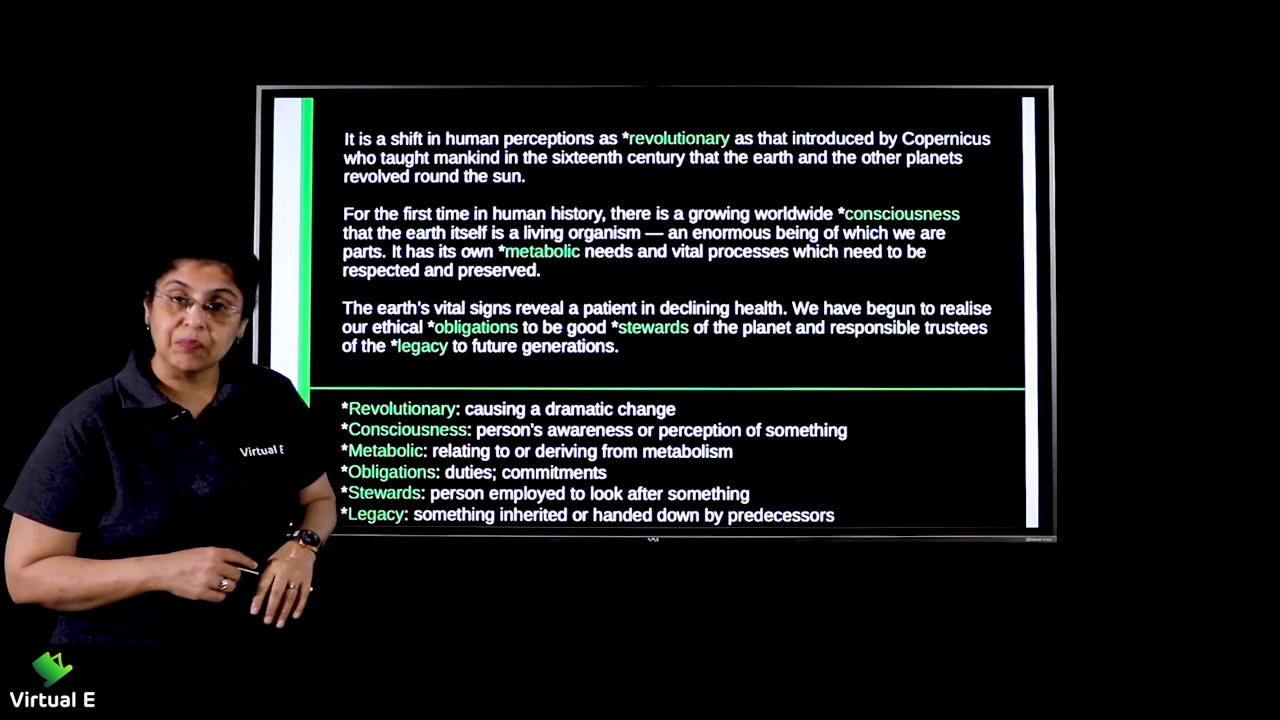 It is a shift in human perceptions as *revolutionary as that introduced by Copernicus
who taught mankind in the sixteenth century that the earth and the other planets
revolved round the sun.
For the first time in human history, there is a growing worldwide *consciousness
that the earth itself is a living organism — an enormous being of which we are
parts. It has its own *metabolic needs and vital processes which need to be
respected and preserved.
The earth's vital signs reveal a patient in declining health. We have begun to realise
our ethical *obligations to be good *stewards of the planet and responsible trustees
of the *legacy to future generations.
*Revolutionary: causing a dramatic change
*Consciousness: person's awareness or perception of something
*Metabolic: relating to or deriving from metabolism
*Obligations: duties; commitments
*Stewards: person employed to look after something
*Legacy: something inherited or handed down by predecessors
Virtual E
Virtual E